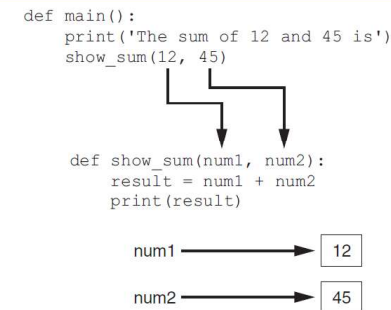 def main():
    print('The sum of 12 and 45 is')
    show_sum(12, 45)
def show_sum(num1, num2):
    result = num1 + num2
    print(result)
num1 12
num2 45